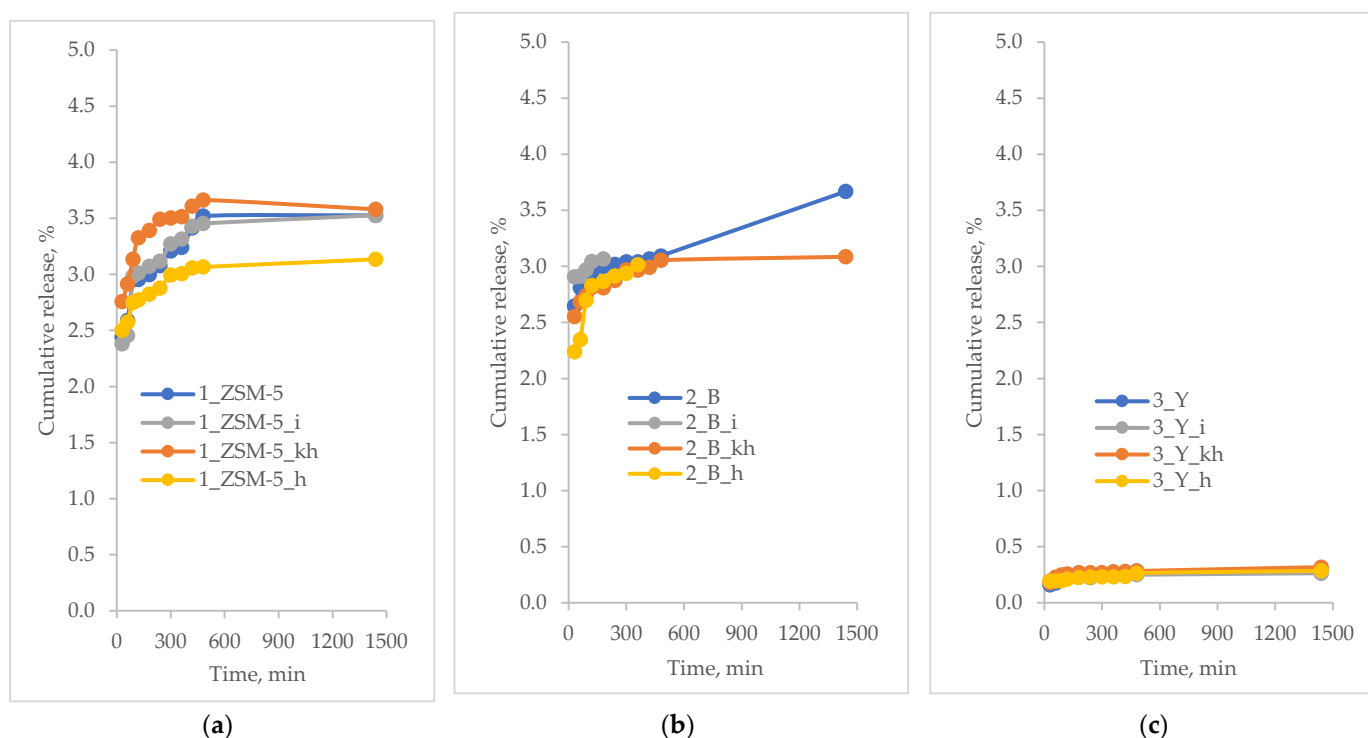 5.0
4.5
4.0
3.5
3.0
2.5
2.0
1.5
1.0
0.5
0.0
Cumulative release, %
1_ZSM-5
1_ZSM-5_i
1_ZSM-5_kh
1_ZSM-5_h
0 300 600 900 1200 1500
Time, min
(a)
5.0
4.5
4.0
3.5
3.0
2.5
2.0
1.5
1.0
0.5
0.0
Cumulative release, %
2_B
2_B_i
2_B_kh
2_B_h
0 300 600 900 1200 1500
Time, min
(b)
5.0
4.5
4.0
3.5
3.0
2.5
2.0
1.5
1.0
0.5
0.0
Cumulative release, %
3_Y
3_Y_i
3_Y_kh
3_Y_h
0 300 600 900 1200 1500
Time, min
(c)